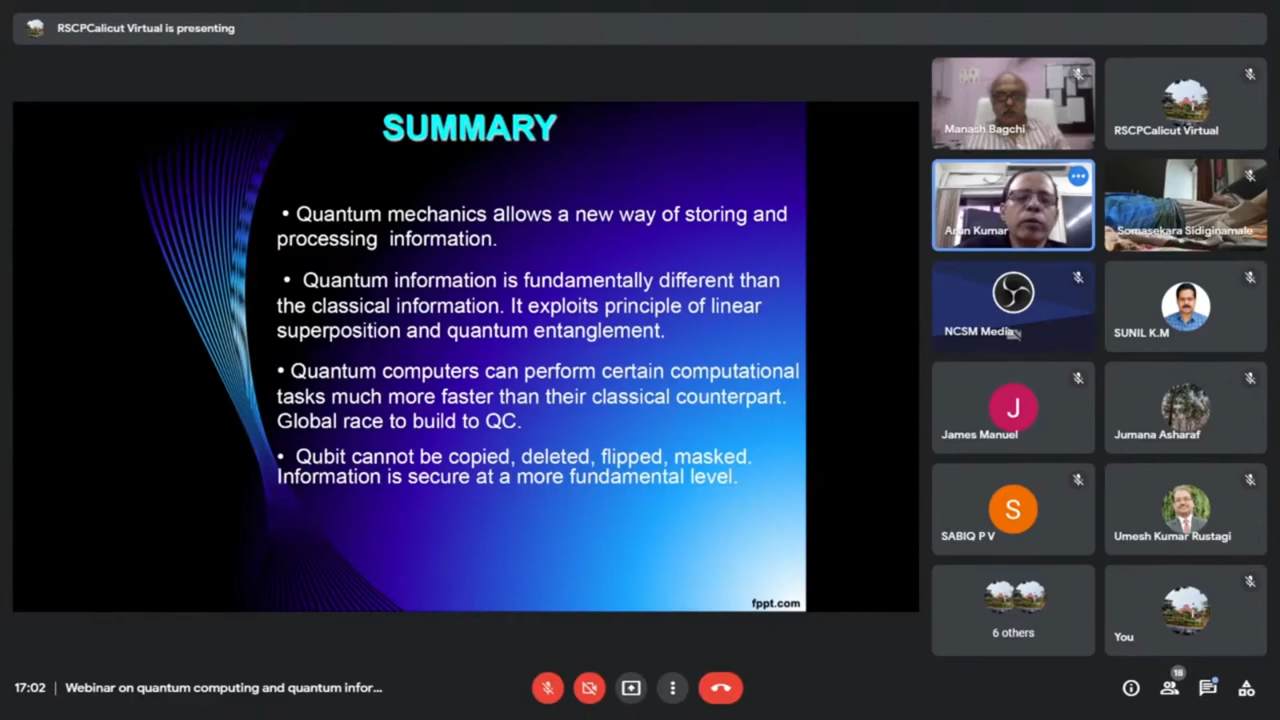 RSCPCalicut Virtual is presenting
SUMMARY
• Quantum mechanics allows a new way of storing and
processing information.
• Quantum information is fundamentally different than
the classical information. It exploits principle of linear
superposition and quantum entanglement.
• Quantum computers can perform certain computational
tasks much more faster than their classical counterpart.
Global race to build to QC.
• Qubit cannot be copied, deleted, flipped, masked.
Information is secure at a more fundamental level.
fppt.com
Manash Bagchi
RSCPCalicut Virtual
Arun Kumar
Somasekara Sidiginamale
NCSM Media
SUNIL K.M
J
James Manuel
Jumana Asharaf
S
SABIQ P V
Umesh Kumar Rustagi
6 others
You
17:02 | Webinar on quantum computing and quantum infor...
18